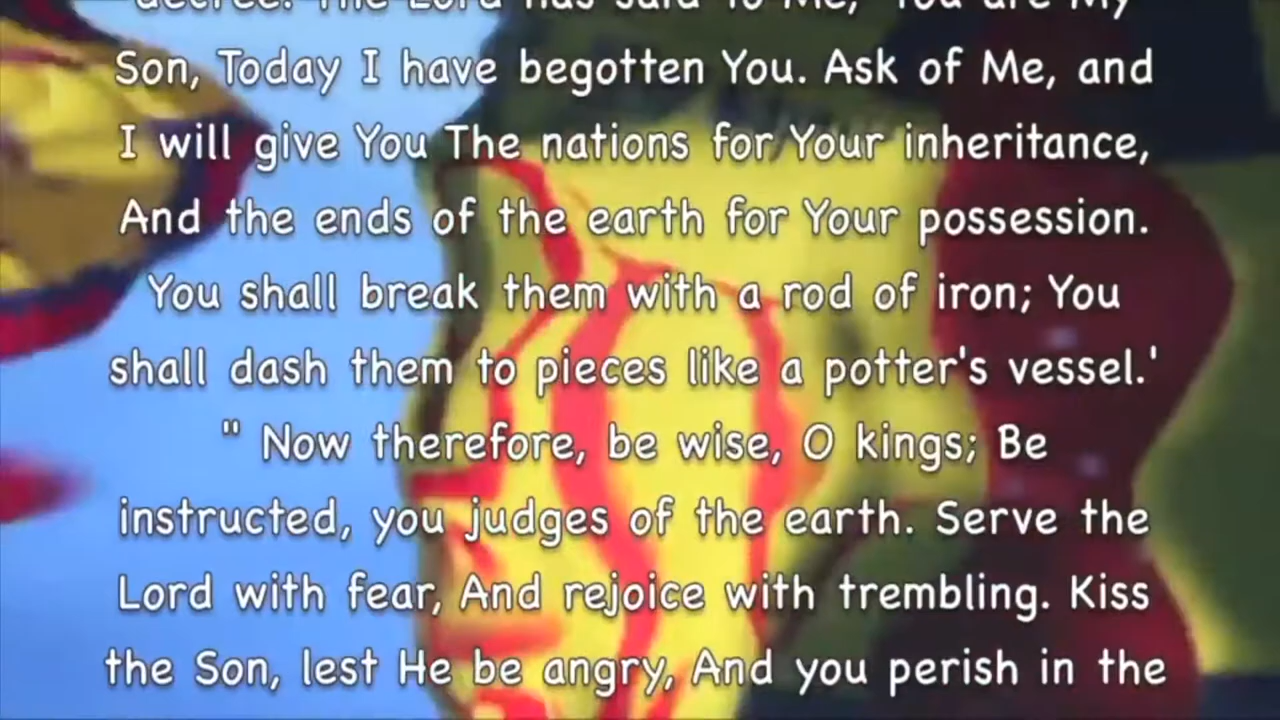 decree: The Lord has said to Me, 'You are My
Son, Today I have begotten You. Ask of Me, and
I will give You The nations for Your inheritance,
And the ends of the earth for Your possession.
You shall break them with a rod of iron; You
shall dash them to pieces like a potter's vessel.'
" Now therefore, be wise, O kings; Be
instructed, you judges of the earth. Serve the
Lord with fear, And rejoice with trembling. Kiss
the Son, lest He be angry, And you perish in the